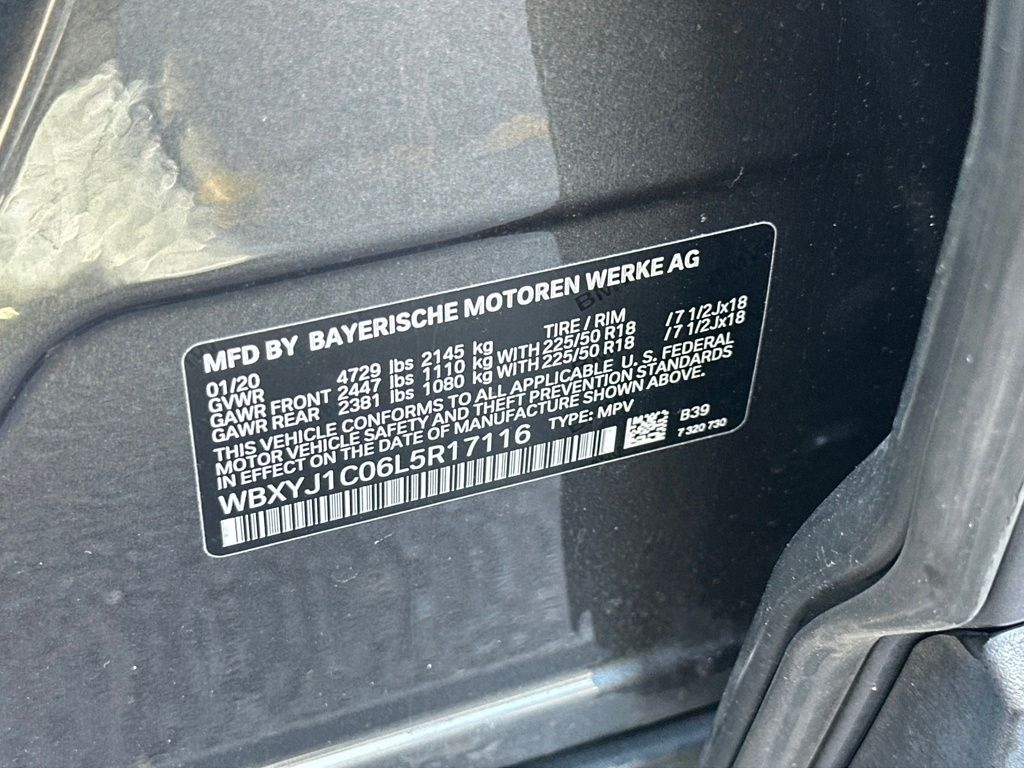 MFD BY BAYERISCHE MOTOREN WERKE AG
01/20 TIRE / RIM
GVWR 4729 lbs 2145 kg
GAWR FRONT 2447 lbs 1110 kg WITH 225/50 R18 /7 1/2Jx18
GAWR REAR 2381 lbs 1080 kg WITH 225/50 R18 /7 1/2Jx18
THIS VEHICLE CONFORMS TO ALL APPLICABLE U. S. FEDERAL
MOTOR VEHICLE SAFETY AND THEFT PREVENTION STANDARDS
IN EFFECT ON THE DATE OF MANUFACTURE SHOWN ABOVE.
WBXYJ1C06L5R17116 TYPE: MPV B39
7 320 730